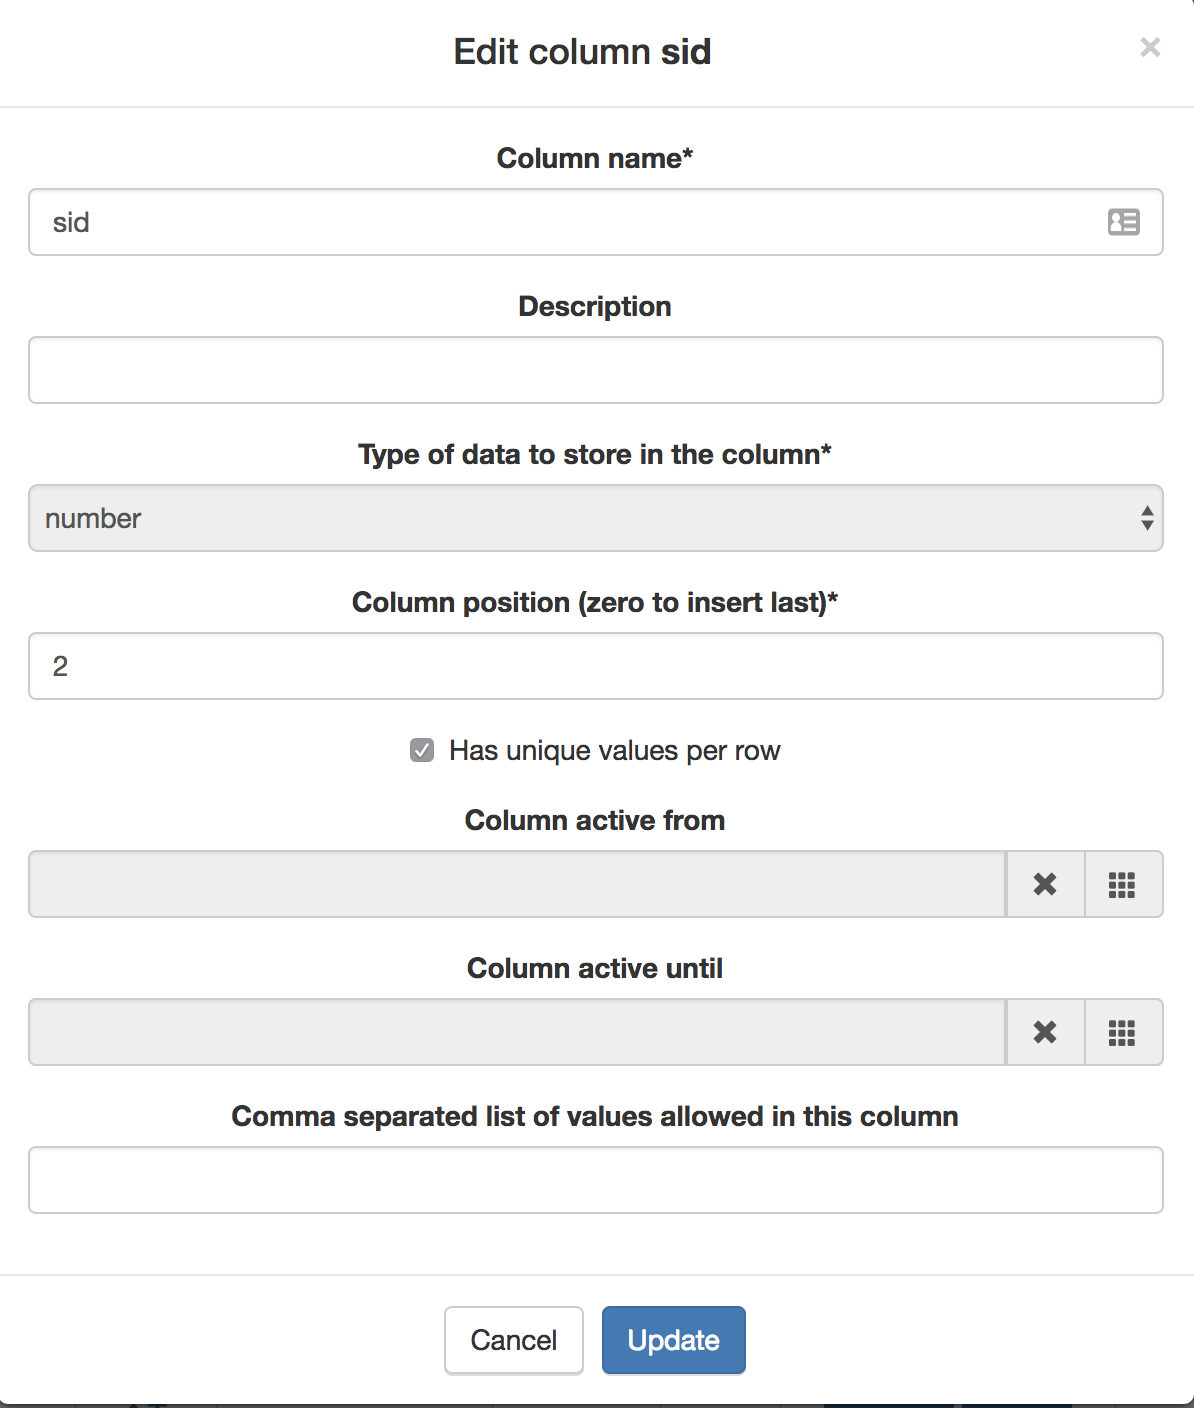 Edit column sid
Column name*
sid
Description
Type of data to store in the column*
number
Column position (zero to insert last)*
2
Has unique values per row
Column active from
Column active until
Comma separated list of values allowed in this column
Cancel
Update